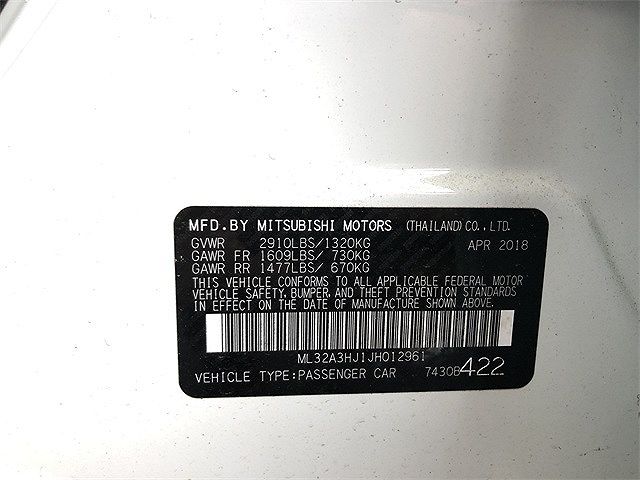 MFD.BY MITSUBISHI MOTORS (THAILAND)CO.,LTD.
GVWR 2910LBS/1320KG APR 2018
GAWR FR 1609LBS/ 730KG
GAWR RR 1477LBS/ 670KG
THIS VEHICLE CONFORMS TO ALL APPLICABLE FEDERAL MOTOR
VEHICLE SAFETY, BUMPER, AND THEFT PREVENTION STANDARDS
IN EFFECT ON THE DATE OF MANUFACTURE SHOWN ABOVE.
ML32A3HJ1JH012961
VEHICLE TYPE:PASSENGER CAR 7430B422